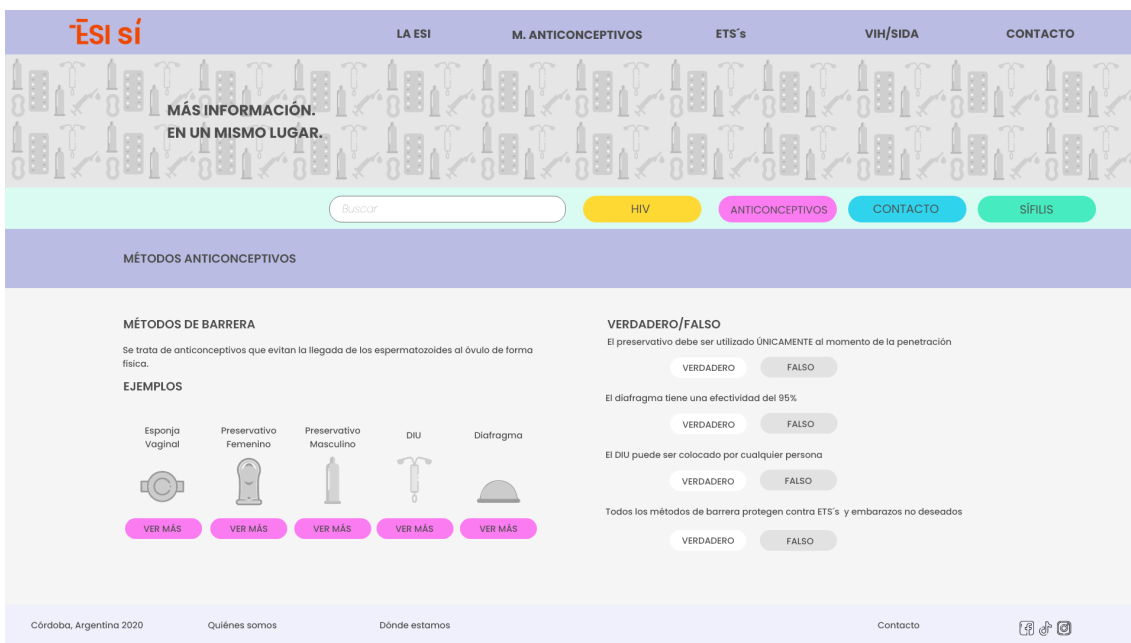 ESI sí
LA ESI
M. ANTICONCEPTIVOS
ETS´s
VIH/SIDA
CONTACTO
MÁS INFORMACIÓN.
EN UN MISMO LUGAR.
Buscar
HIV
ANTICONCEPTIVOS
CONTACTO
SÍFILIS
MÉTODOS ANTICONCEPTIVOS
MÉTODOS DE BARRERA
Se trata de anticonceptivos que evitan la llegada de los espermatozoides al óvulo de forma
física.
EJEMPLOS
Esponja
Vaginal
Preservativo
Femenino
Preservativo
Masculino
DIU
Diafragma
VER MÁS
VER MÁS
VER MÁS
VER MÁS
VER MÁS
VERDADERO/FALSO
El preservativo debe ser utilizado ÚNICAMENTE al momento de la penetración
VERDADERO
FALSO
El diafragma tiene una efectividad del 95%
VERDADERO
FALSO
El DIU puede ser colocado por cualquier persona
VERDADERO
FALSO
Todos los métodos de barrera protegen contra ETS´s y embarazos no deseados
VERDADERO
FALSO
Córdoba, Argentina 2020
Quiénes somos
Dónde estamos
Contacto